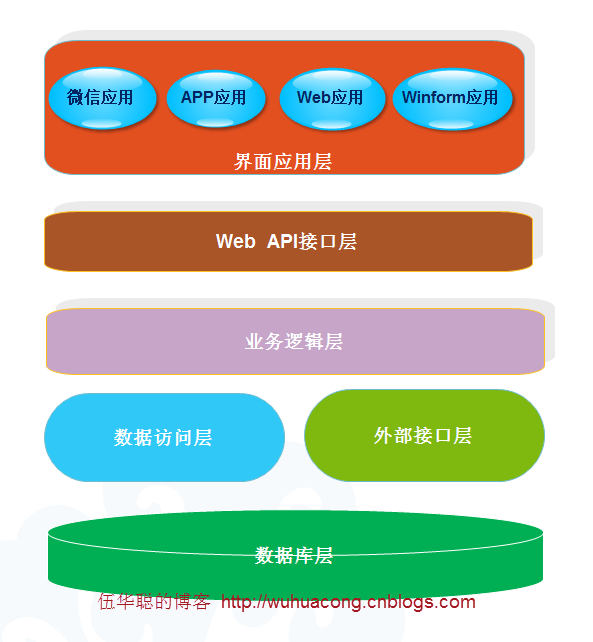 微信应用 APP应用 Web应用 Winform应用
界面应用层
Web API接口层
业务逻辑层
数据访问层 外部接口层
数据库层
伍华聪的博客 http://wuhuacong.cnblogs.com